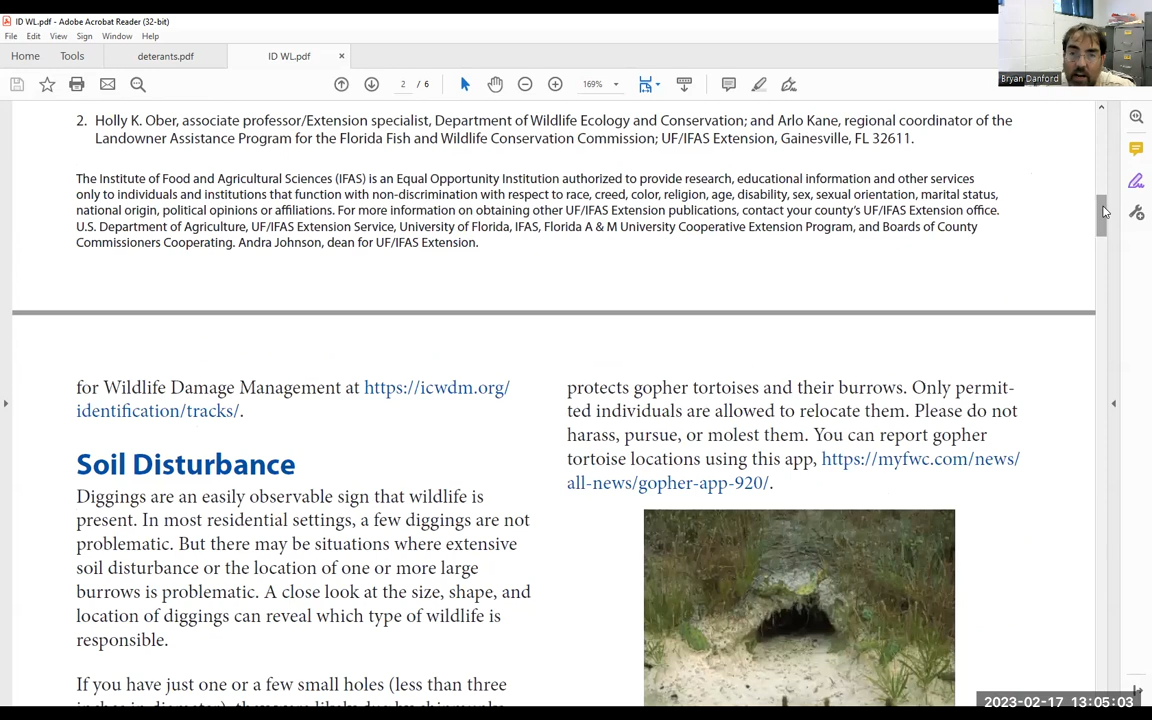 ID WL.pdf - Adobe Acrobat Reader (32-bit)
File Edit View Sign Window Help
Home Tools deterants.pdf ID WL.pdf ×
2 / 6 169%
Bryan Danford
2. Holly K. Ober, associate professor/Extension specialist, Department of Wildlife Ecology and Conservation; and Arlo Kane, regional coordinator of the
Landowner Assistance Program for the Florida Fish and Wildlife Conservation Commission; UF/IFAS Extension, Gainesville, FL 32611.
The Institute of Food and Agricultural Sciences (IFAS) is an Equal Opportunity Institution authorized to provide research, educational information and other services
only to individuals and institutions that function with non-discrimination with respect to race, creed, color, religion, age, disability, sex, sexual orientation, marital status,
national origin, political opinions or affiliations. For more information on obtaining other UF/IFAS Extension publications, contact your county's UF/IFAS Extension office.
U.S. Department of Agriculture, UF/IFAS Extension Service, University of Florida, IFAS, Florida A & M University Cooperative Extension Program, and Boards of County
Commissioners Cooperating. Andra Johnson, dean for UF/IFAS Extension.
for Wildlife Damage Management at https://icwdm.org/
identification/tracks/.
Soil Disturbance
Diggings are an easily observable sign that wildlife is
present. In most residential settings, a few diggings are not
problematic. But there may be situations where extensive
soil disturbance or the location of one or more large
burrows is problematic. A close look at the size, shape, and
location of diggings can reveal which type of wildlife is
responsible.
If you have just one or a few small holes (less than three
protects gopher tortoises and their burrows. Only permit-
ted individuals are allowed to relocate them. Please do not
harass, pursue, or molest them. You can report gopher
tortoise locations using this app, https://myfwc.com/news/
all-news/gopher-app-920/.
2023-02-17 13:05:03